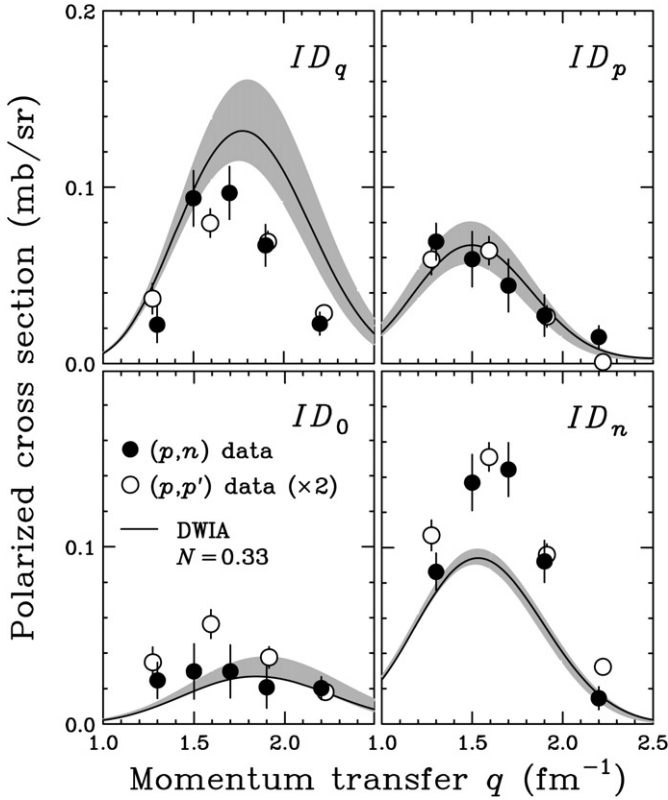 Polarized cross section (mb/sr)
0.2
0.1
0.0
ID_q
ID_p
0.1
0.0
ID_0
ID_n
(p,n) data
(p,p') data (×2)
DWIA
N=0.33
1.0 1.5 2.0 1.0 1.5 2.0 2.5
Momentum transfer q (fm⁻¹)